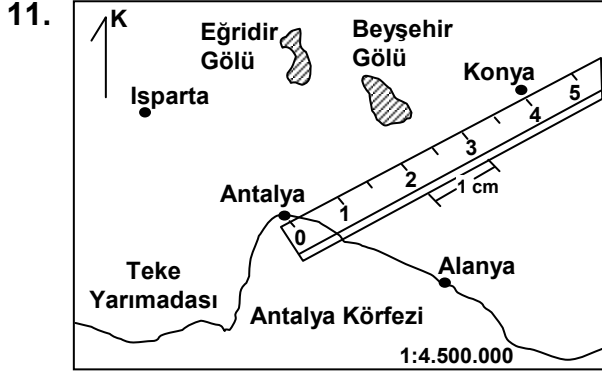 11.
K
Eğridir
Gölü
Beyşehir
Gölü
Konya
Isparta
0 1 2 3 4 5
1 cm
Antalya
Alanya
Teke
Yarımadası
Antalya Körfezi
1:4.500.000